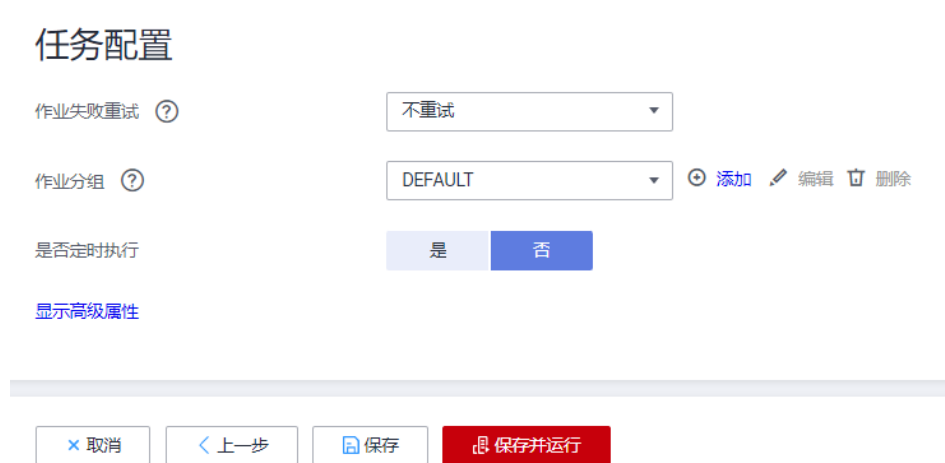 任务配置
作业失败重试 ? 不重试
作业分组 ? DEFAULT 添加 编辑 删除
是否定时执行 是 否
显示高级属性
取消 上一步 保存 保存并运行